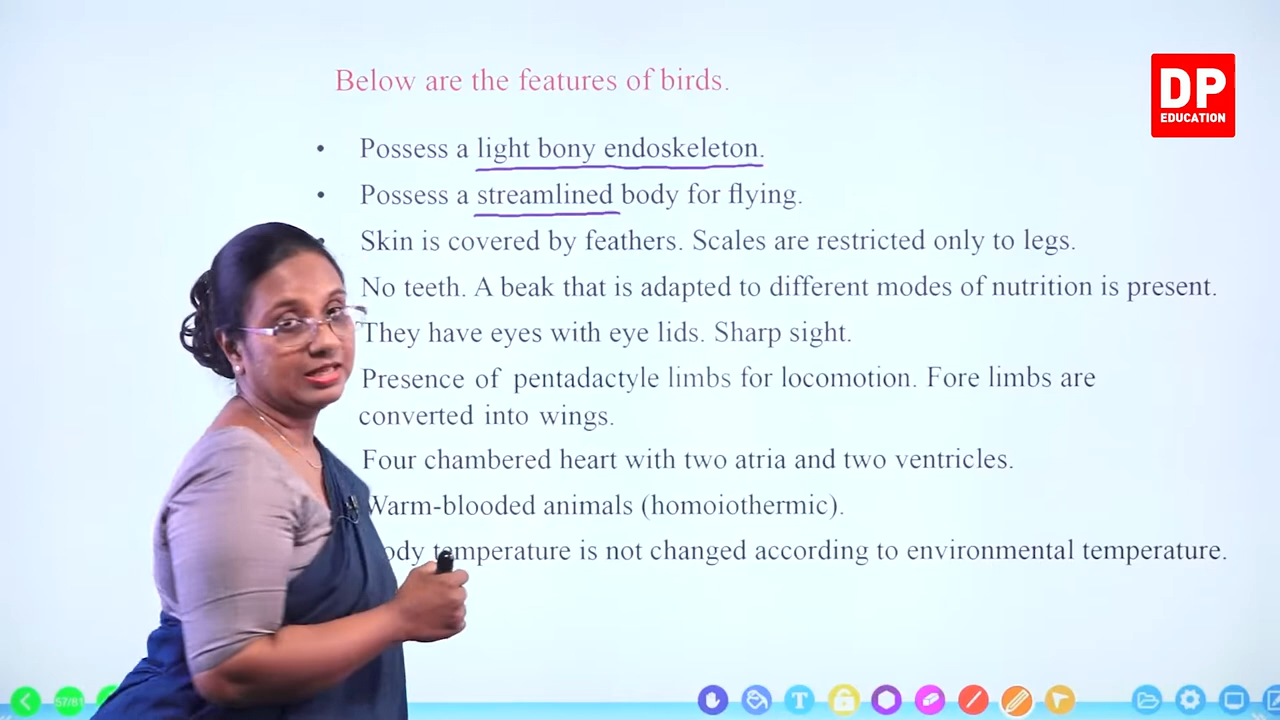 DP
EDUCATION
Below are the features of birds.
• Possess a light bony endoskeleton.
• Possess a streamlined body for flying.
Skin is covered by feathers. Scales are restricted only to legs.
No teeth. A beak that is adapted to different modes of nutrition is present.
They have eyes with eye lids. Sharp sight.
Presence of pentadactyle limbs for locomotion. Fore limbs are
converted into wings.
Four chambered heart with two atria and two ventricles.
Warm-blooded animals (homoiothermic).
ody temperature is not changed according to environmental temperature.
57/81
T